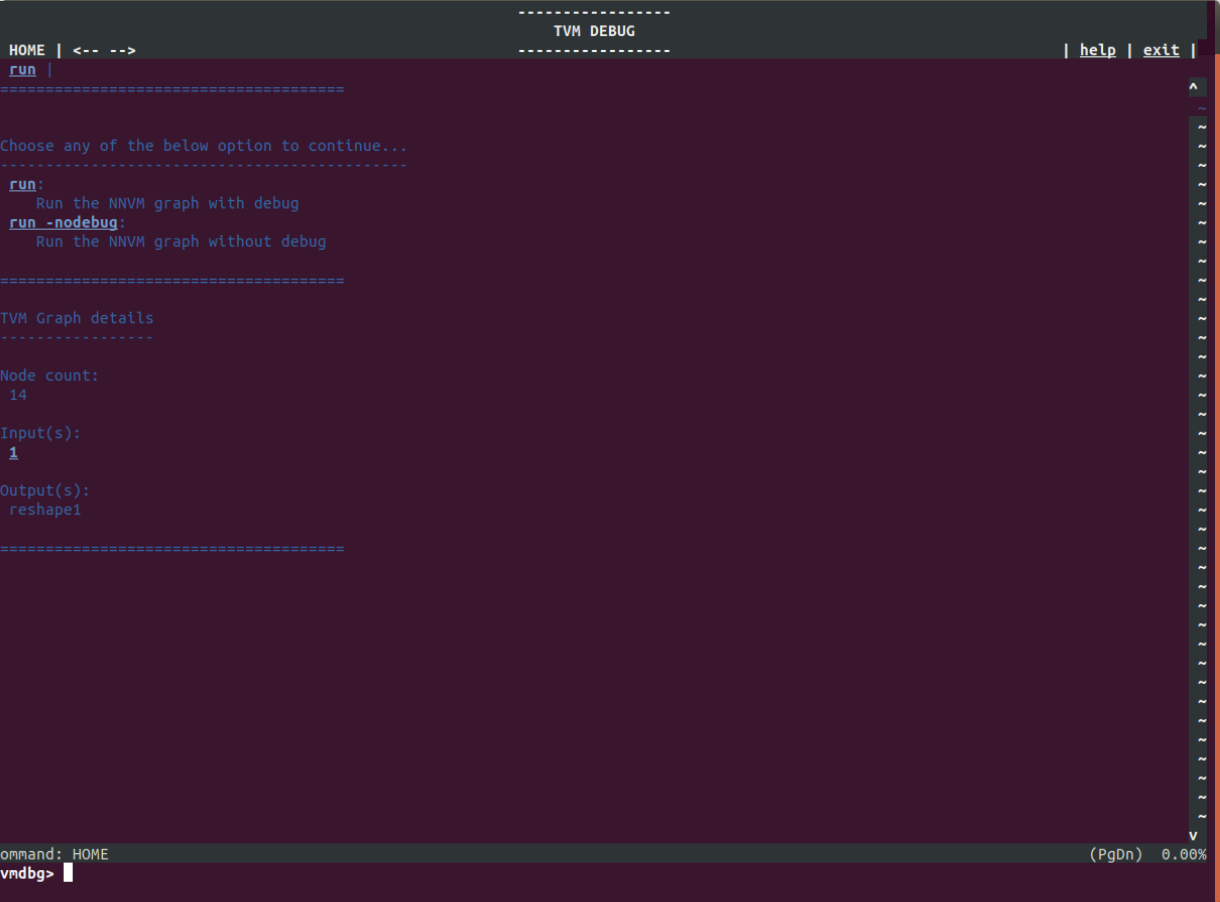 -----------------
TVM DEBUG
HOME | <-- -->    -----------------    | help | exit |
run |
======================================
^
Choose any of the below option to continue...
---------------------------------------------
run:
Run the NNVM graph with debug
run -nodebug:
Run the NNVM graph without debug
======================================
TVM Graph details
-----------------
Node count:
14
Input(s):
1
Output(s):
reshape1
======================================
v
ommand: HOME    (PgDn)  0.00%
vmdbg>